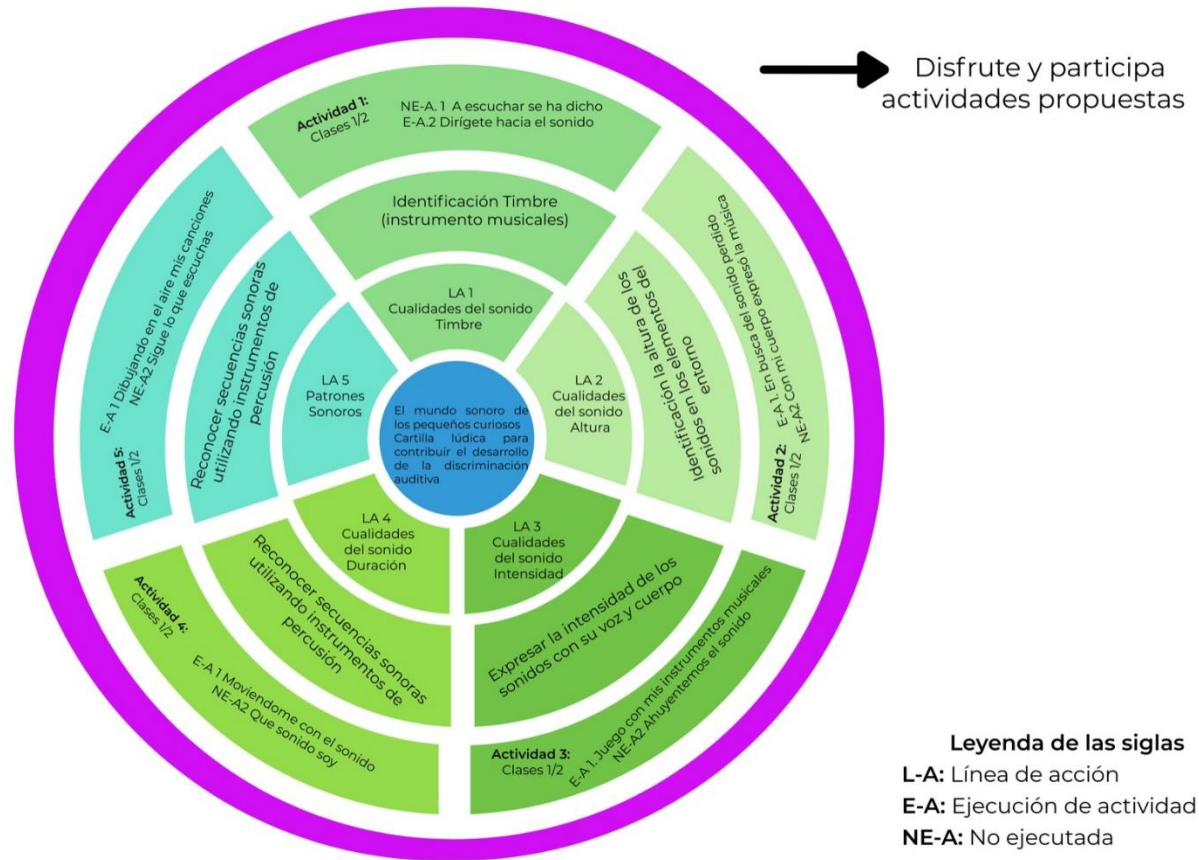 Disfrute y participa
actividades propuestas
Actividad 1:
Clases 1/2
NE-A. 1 A escuchar se ha dicho
E-A.2 Dirígete hacia el sonido
Identificación Timbre
(instrumento musicales)
LA 1
Cualidades del sonido
Timbre
Actividad 2:
Clases 1/2
E-A 1. En busca del sonido perdido
NE-A2 Con mi cuerpo expresó la música
Identificación la altura de los
sonidos en los elementos del
entorno
LA 2
Cualidades
del sonido
Altura
Actividad 3:
Clases 1/2
E-A 1. Juego con mis instrumentos musicales
NE-A2 Ahuyentemos el sonido
Expresar la intensidad de los
sonidos con su voz y cuerpo
LA 3
Cualidades
del sonido
Intensidad
Actividad 4:
Clases 1/2
E-A 1 Moviendome con el sonido
NE-A2 Que sonido soy
Reconocer secuencias sonoras
utilizando instrumentos de
percusión
LA 4
Cualidades
del sonido
Duración
Actividad 5:
Clases 1/2
E-A 1 Dibujando en el aire mis canciones
NE-A2 Sigue lo que escuchas
Reconocer secuencias sonoras
utilizando instrumentos de
percusión
LA 5
Patrones
Sonoros
El mundo sonoro de
los pequeños curiosos
Cartilla lúdica para
contribuir el desarrollo
de la discriminación
auditiva
Leyenda de las siglas
L-A: Línea de acción
E-A: Ejecución de actividad
NE-A: No ejecutada